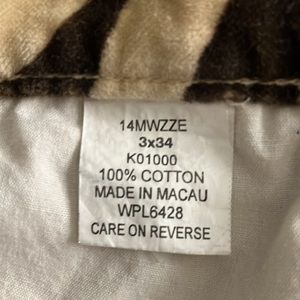 14MWZZE
3x34
K01000
100% COTTON
MADE IN MACAU
WPL6428
CARE ON REVERSE